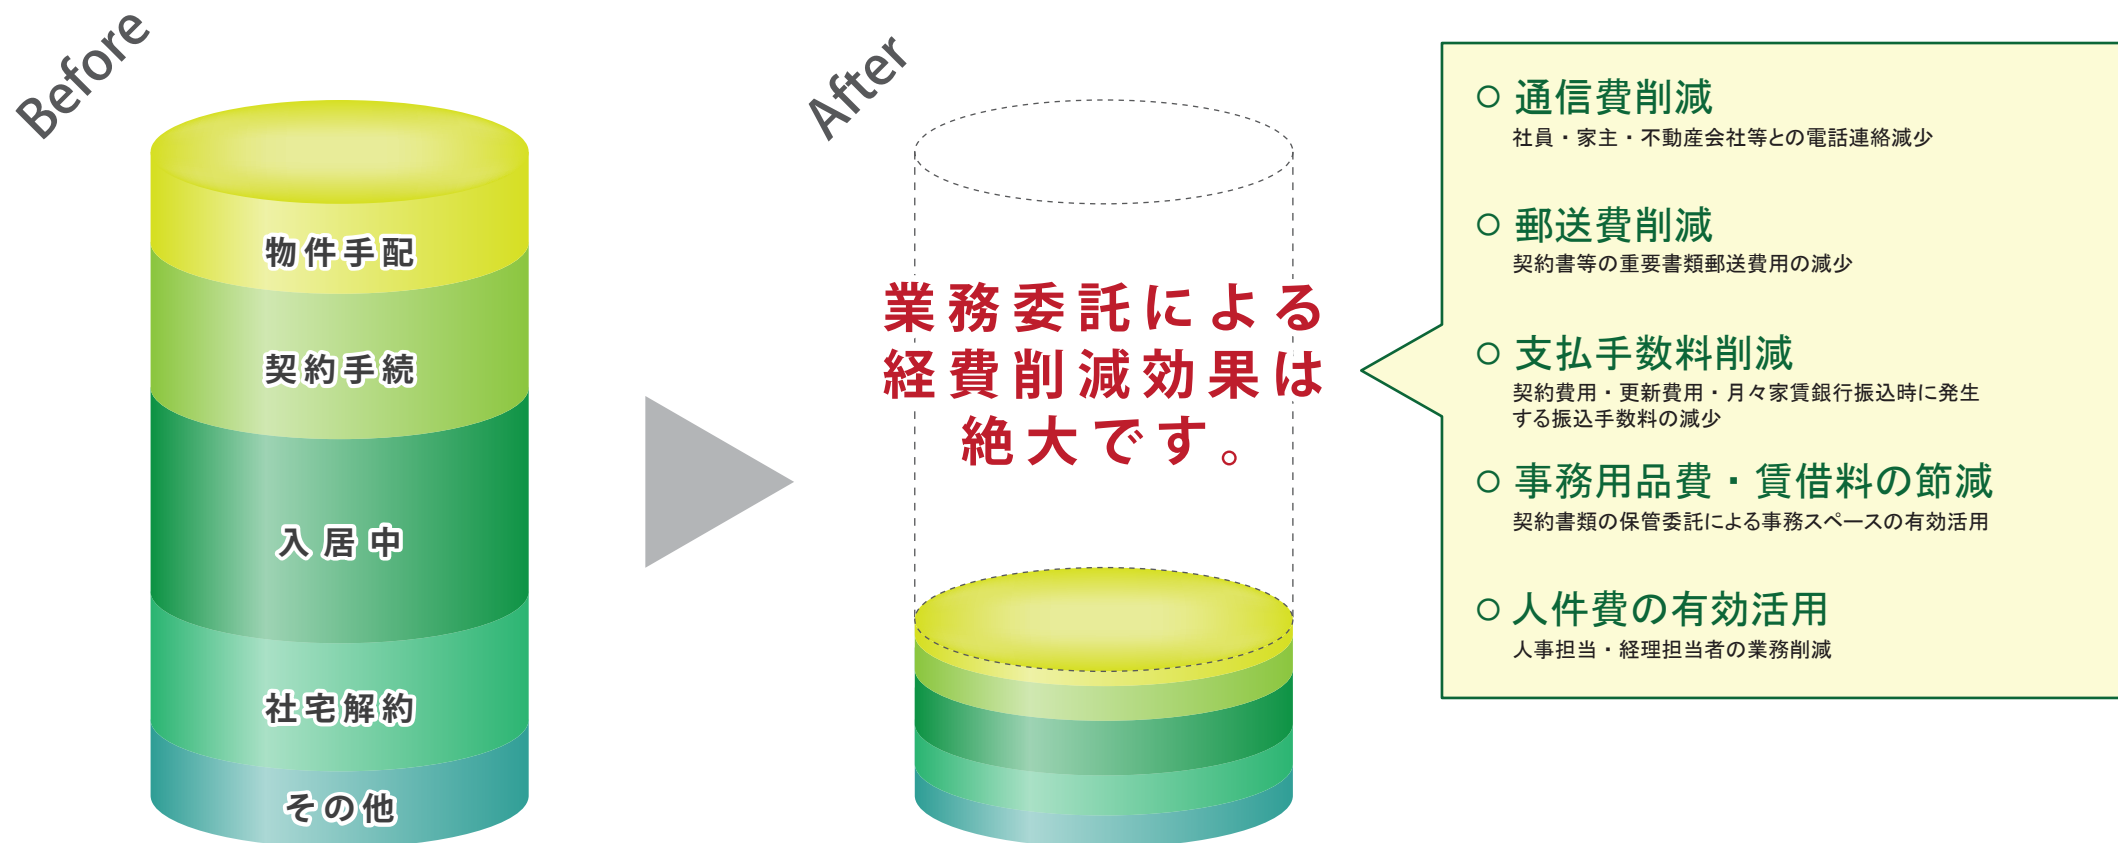 Before
物件手配
契約手続
入居中
社宅解約
その他
After
業務委託による
経費削減効果は
絶大です。
○ 通信費削減
社員・家主・不動産会社等との電話連絡減少
○ 郵送費削減
契約書等の重要書類郵送費用の減少
○ 支払手数料削減
契約費用・更新費用・月々家賃銀行振込時に発生
する振込手数料の減少
○ 事務用品費・賃借料の節減
契約書類の保管委託による事務スペースの有効活用
○ 人件費の有効活用
人事担当・経理担当者の業務削減